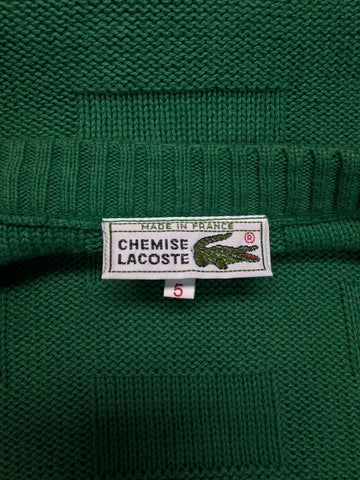 MADE IN FRANCE
CHEMISE
LACOSTE
®
5